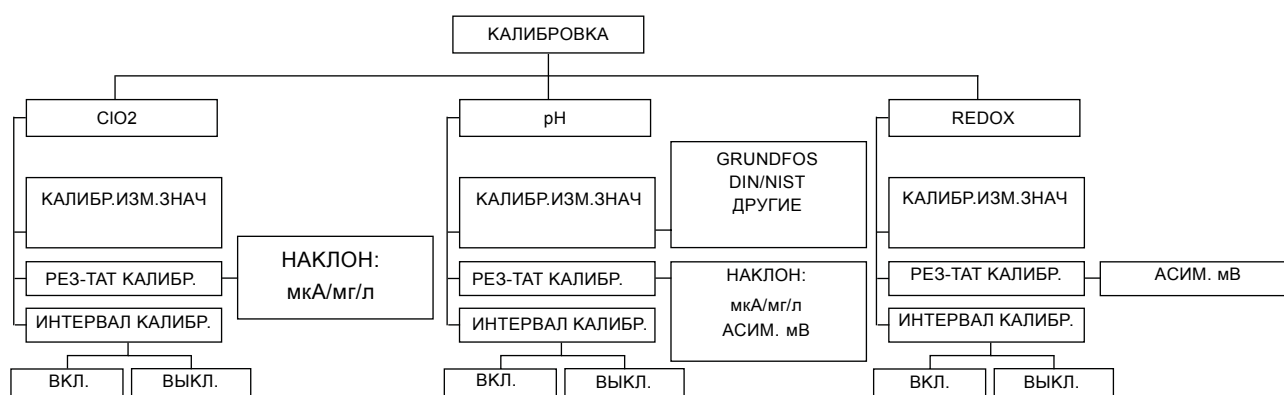 КАЛИБРОВКА
ClO2
pH
REDOX
GRUNDFOS
DIN/NIST
ДРУГИЕ
КАЛИБР.ИЗМ.ЗНАЧ
КАЛИБР.ИЗМ.ЗНАЧ
КАЛИБР.ИЗМ.ЗНАЧ
НАКЛОН:
мкА/мг/л
РЕЗ-ТАТ КАЛИБР.
РЕЗ-ТАТ КАЛИБР.
НАКЛОН:
мкА/мг/л
АСИМ. мВ
РЕЗ-ТАТ КАЛИБР.
АСИМ. мВ
ИНТЕРВАЛ КАЛИБР.
ИНТЕРВАЛ КАЛИБР.
ИНТЕРВАЛ КАЛИБР.
ВКЛ.
ВЫКЛ.
ВКЛ.
ВЫКЛ.
ВКЛ.
ВЫКЛ.